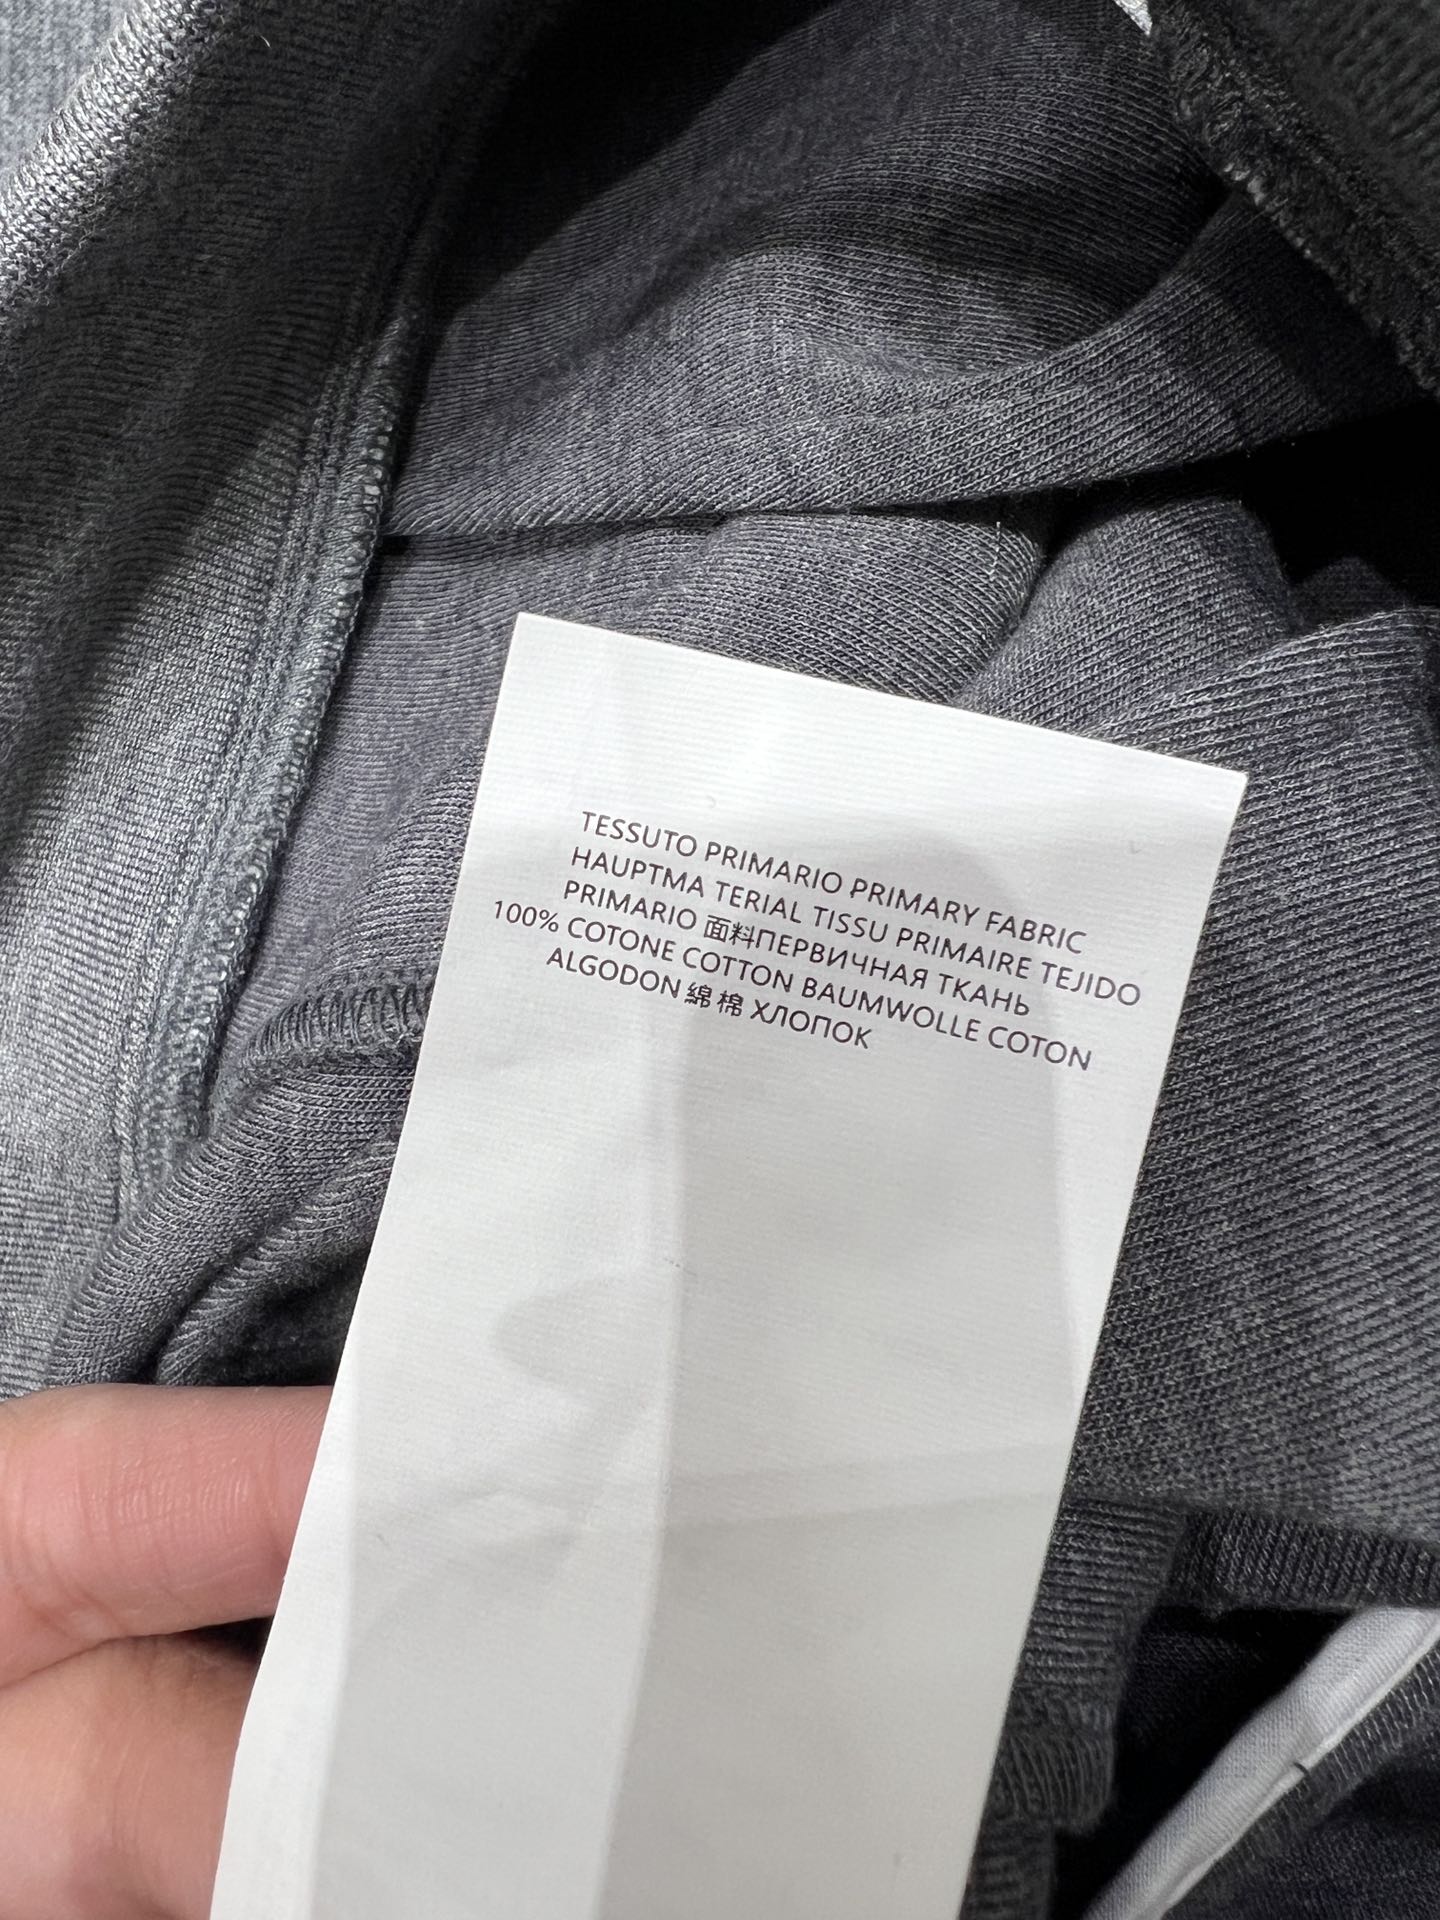 TESSUTO PRIMARIO PRIMARY FABRIC
HAUPTMA TERIAL TISSU PRIMAIRE TEJIDO
PRIMARIO 面料ПЕРВИЧНАЯ ТКАНЬ
100% COTONE COTTON BAUMWOLLE COTON
ALGODON 綿 棉 ХЛОПОК